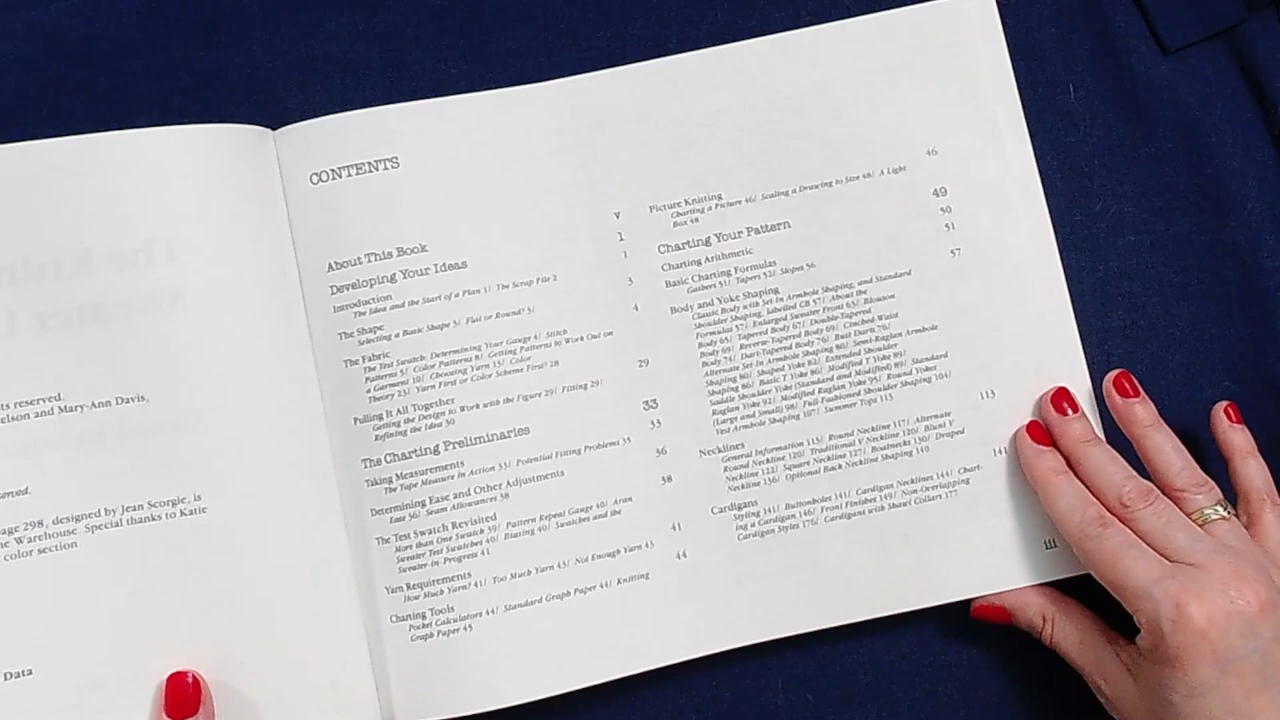 ts reserved.
elson and Mary-Ann Davis,
served.
page 298, designed by Jean Scorgie, is
he Warehouse. Special thanks to Katie
color section
Data
CONTENTS
About This Book v
Developing Your Ideas 1
Introduction 1
The Idea and the Start of a Plan 1/ The Scrap File 2
The Shape 3
Selecting a Basic Shape 3/ Flat or Round? 3/
The Fabric 4
The Test Swatch: Determining Your Gauge 4/ Stitch
Patterns 5/ Color Patterns 8/ Getting Patterns to Work Out on
a Garment 10/ Choosing Yarn 15/ Color
Theory 23/ Yarn First or Color Scheme First? 28
Pulling It All Together 29
Getting the Design to Work with the Figure 29/ Fitting 29/
Refining the Idea 30
The Charting Preliminaries 33
Taking Measurements 33
The Tape Measure in Action 33/ Potential Fitting Problems 35
Determining Ease and Other Adjustments 36
Ease 36/ Seam Allowances 38
The Test Swatch Revisited 38
More than One Swatch 39/ Pattern Repeat Gauge 40/ Aran
Sweater Test Swatches 40/ Biasing 40/ Swatches and the
Sweater-in-Progress 41
Yarn Requirements 41
How Much Yarn? 41/ Too Much Yarn 43/ Not Enough Yarn 43
Charting Tools 44
Pocket Calculators 44/ Standard Graph Paper 44/ Knitting
Graph Paper 45
Picture Knitting 46
Charting a Picture 46/ Scaling a Drawing to Size 48/ A Light
Box 48
Charting Your Pattern 49
Charting Arithmetic 50
Basic Charting Formulas 51
Gathers 51/ Tapers 52/ Slopes 56
Body and Yoke Shaping 57
Classic Body with Set-In Armhole Shaping, and Standard
Shoulder Shaping, labelled CB 57/ About the
Formulas 57/ Enlarged Sweater Front 63/ Blouson
Body 65/ Tapered Body 67/ Double-Tapered
Body 69/ Reverse-Tapered Body 69/ Cinched-Waist
Body 74/ Dart-Tapered Body 76/ Bust Darts 76/
Alternate Set-In Armhole Shaping 80/ Semi-Raglan Armhole
Shaping 80/ Shaped Yoke 82/ Extended Shoulder
Shaping 86/ Basic T Yoke 86/ Modified T Yoke 89/
Saddle Shoulder Yoke (Standard and Modified) 89/ Standard
Raglan Yoke 92/ Modified Raglan Yoke 95/ Round Yokes
(Large and Small) 98/ Full-Fashioned Shoulder Shaping 104/
Vest Armhole Shaping 107/ Summer Tops 113
Necklines 113
General Information 113/ Round Neckline 117/ Alternate
Round Neckline 120/ Traditional V Neckline 120/ Blunt V
Neckline 122/ Square Neckline 127/ Boatnecks 130/ Draped
Neckline 136/ Optional Back Neckline Shaping 140
Cardigans 141
Styling 141/ Buttonholes 141/ Cardigan Necklines 144/ Chart-
ing a Cardigan 146/ Front Finishes 149/ Non-Overlapping
Cardigan Styles 176/ Cardigans with Shawl Collars 177
iii